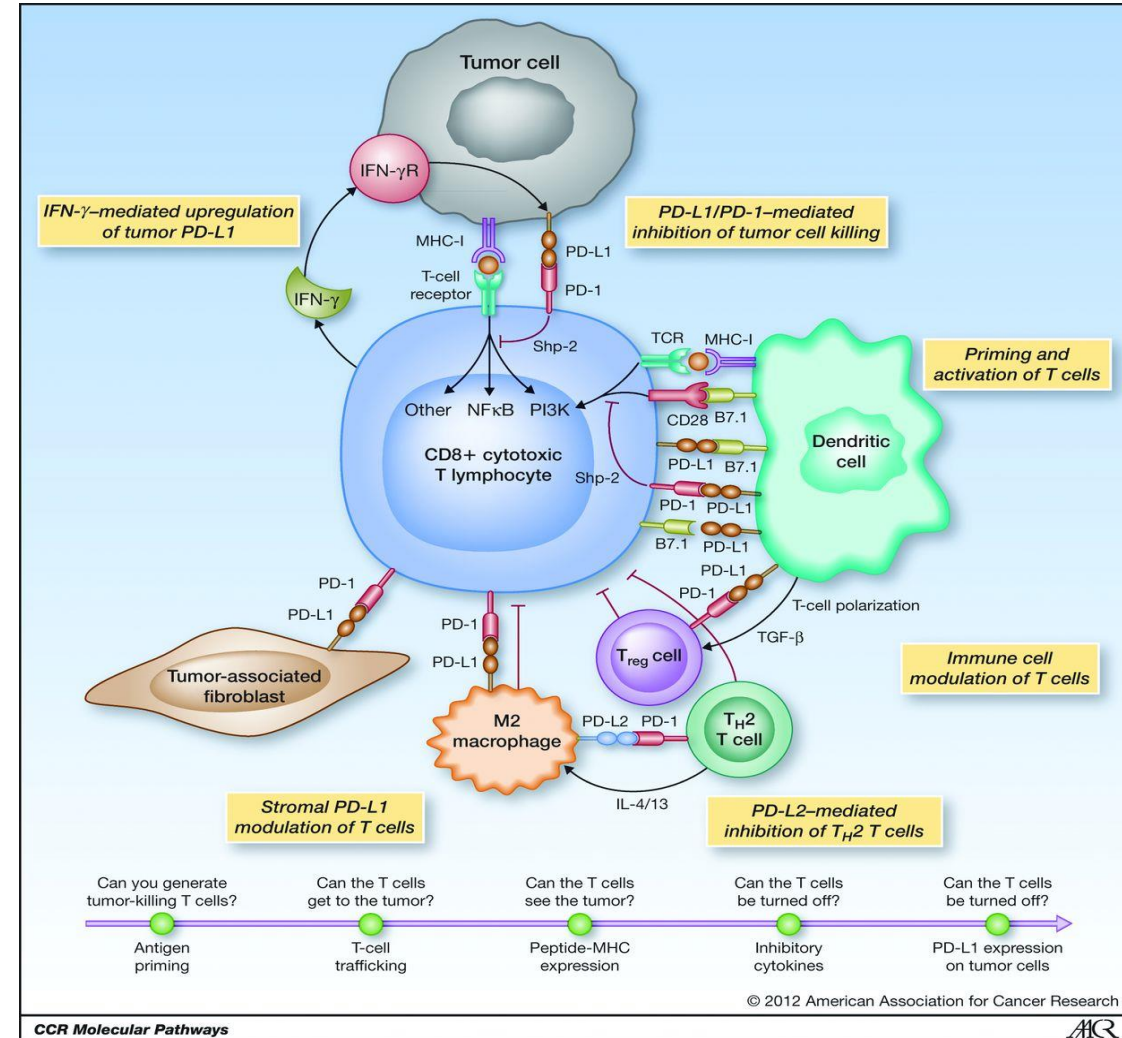 Tumor cell
IFN-γR
IFN-γ–mediated upregulation
of tumor PD-L1
PD-L1/PD-1–mediated
inhibition of tumor cell killing
MHC-I
PD-L1
T-cell
receptor
PD-1
IFN-γ
Shp-2
TCR
MHC-I
Priming and
activation of T cells
Other
NFκB
PI3K
CD28
B7.1
CD8+ cytotoxic
T lymphocyte
Dendritic
cell
PD-L1
B7.1
Shp-2
PD-1
PD-L1
B7.1
PD-L1
PD-L1
PD-1
T-cell polarization
TGF-β
PD-1
PD-L1
PD-1
PD-L1
Treg cell
Immune cell
modulation of T cells
Tumor-associated
fibroblast
M2
macrophage
PD-L2
PD-1
TH2
T cell
IL-4/13
Stromal PD-L1
modulation of T cells
PD-L2–mediated
inhibition of TH2 T cells
Can you generate
tumor-killing T cells?
Antigen
priming
Can the T cells
get to the tumor?
T-cell
trafficking
Can the T cells
see the tumor?
Peptide-MHC
expression
Can the T cells
be turned off?
Inhibitory
cytokines
Can the T cells
be turned off?
PD-L1 expression
on tumor cells
© 2012 American Association for Cancer Research
CCR Molecular Pathways
AACR